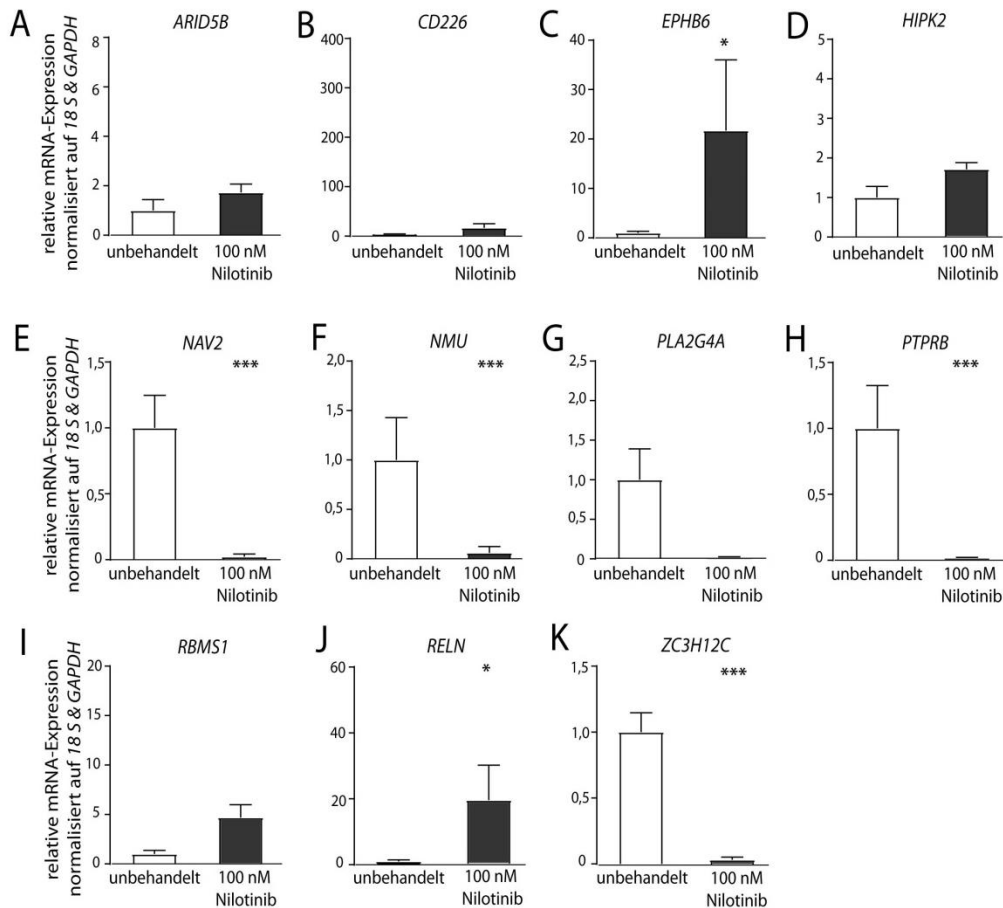 A
ARID5B
relative mRNA-Expression
normalisiert auf 18 S & GAPDH
8
6
4
2
0
unbehandelt
100 nM
Nilotinib
B
CD226
400
300
200
100
0
unbehandelt
100 nM
Nilotinib
C
EPHB6
*
40
30
20
10
0
unbehandelt
100 nM
Nilotinib
D
HIPK2
5
4
3
2
1
0
unbehandelt
100 nM
Nilotinib
E
NAV2
***
relative mRNA-Expression
normalisiert auf 18 S & GAPDH
1,5
1,0
0,5
0
unbehandelt
100 nM
Nilotinib
F
NMU
***
2,0
1,5
1,0
0,5
0
unbehandelt
100 nM
Nilotinib
G
PLA2G4A
2,5
2,0
1,5
1,0
0,5
0
unbehandelt
100 nM
Nilotinib
H
PTPRB
***
1,5
1,0
0,5
0
unbehandelt
100 nM
Nilotinib
I
RBMS1
relative mRNA-Expression
normalisiert auf 18 S & GAPDH
20
15
10
5
0
unbehandelt
100 nM
Nilotinib
J
RELN
*
60
40
20
0
unbehandelt
100 nM
Nilotinib
K
ZC3H12C
***
1,5
1,0
0,5
0
unbehandelt
100 nM
Nilotinib